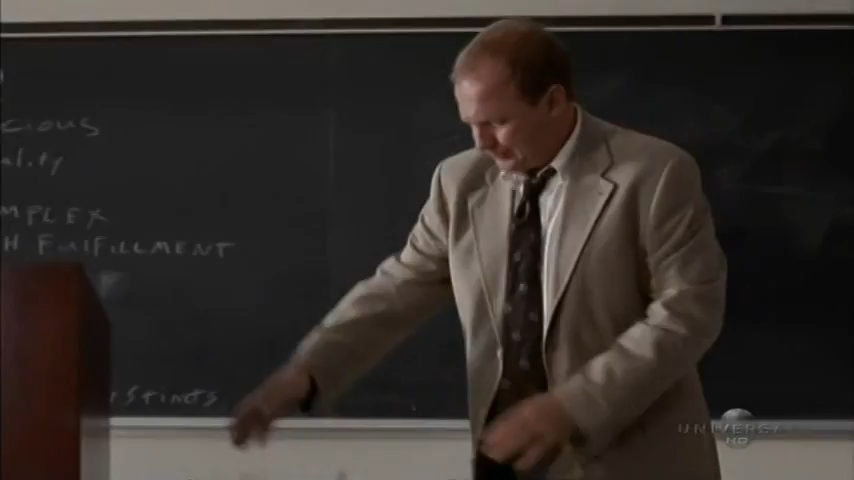 cious
ality
MPLEX
H FULFILLMENT
stincts
UNIVERSAL
HD